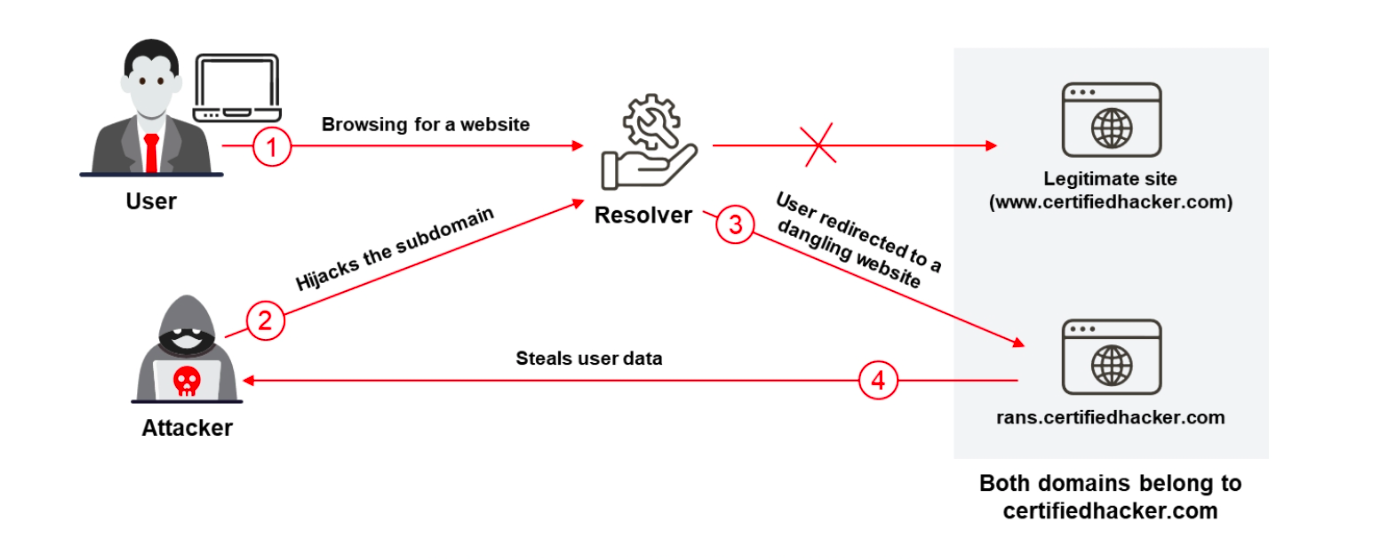 1
Browsing for a website
User
Resolver
Legitimate site
(www.certifiedhacker.com)
Hijacks the subdomain
2
3
User redirected to a
dangling website
Steals user data
4
Attacker
rans.certifiedhacker.com
Both domains belong to
certifiedhacker.com